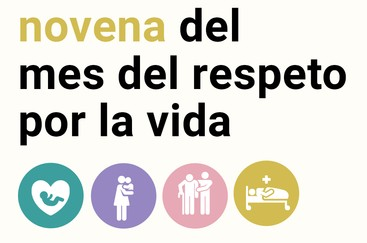 novena del
mes del respeto
por la vida